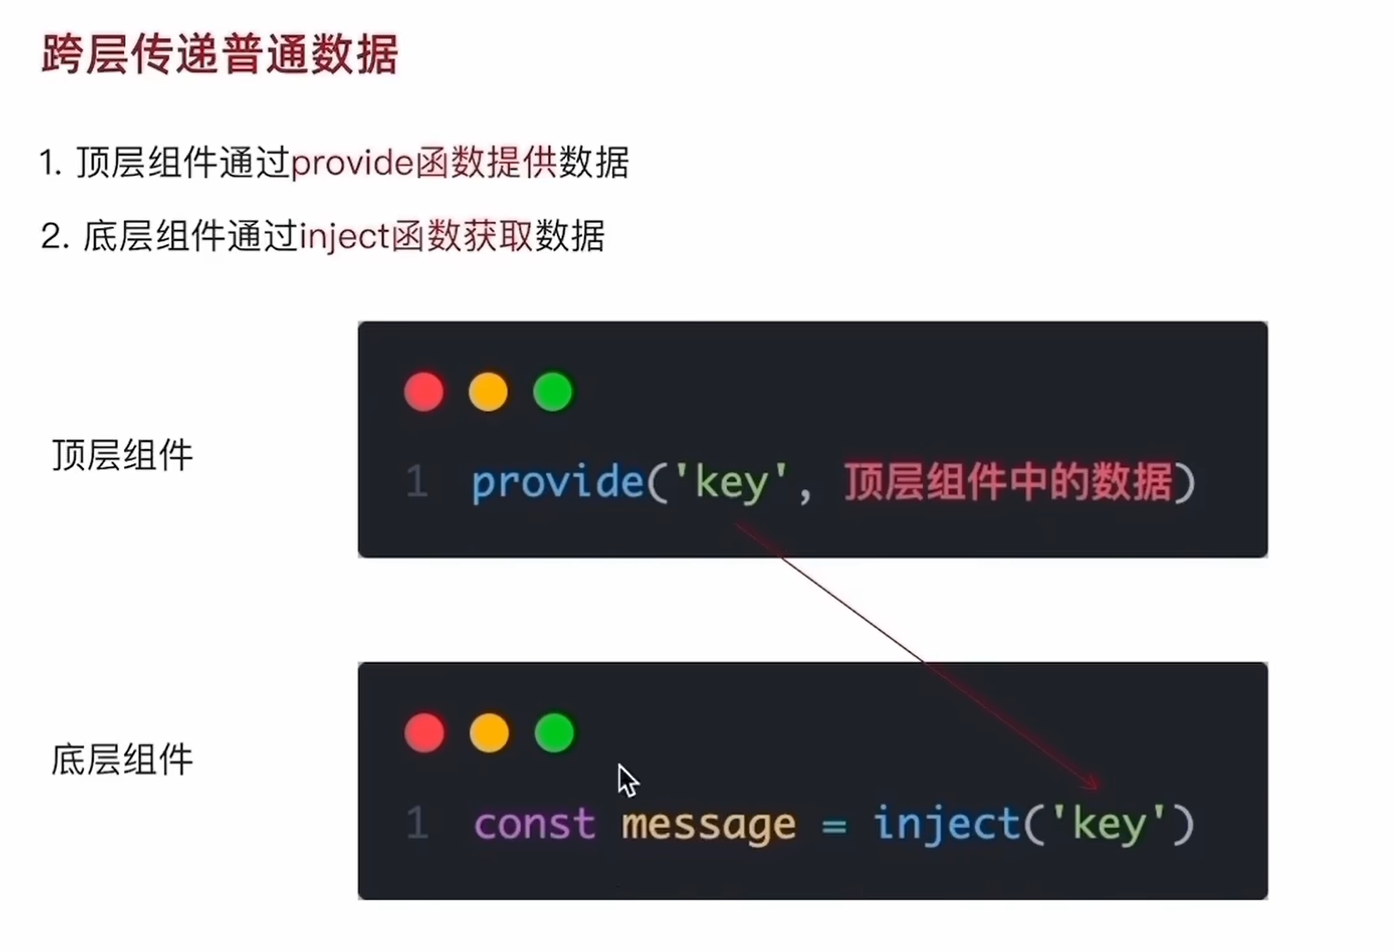 跨层传递普通数据
1. 顶层组件通过provide函数提供数据
2. 底层组件通过inject函数获取数据
顶层组件
1 provide('key', 顶层组件中的数据)
底层组件
1 const message = inject('key')